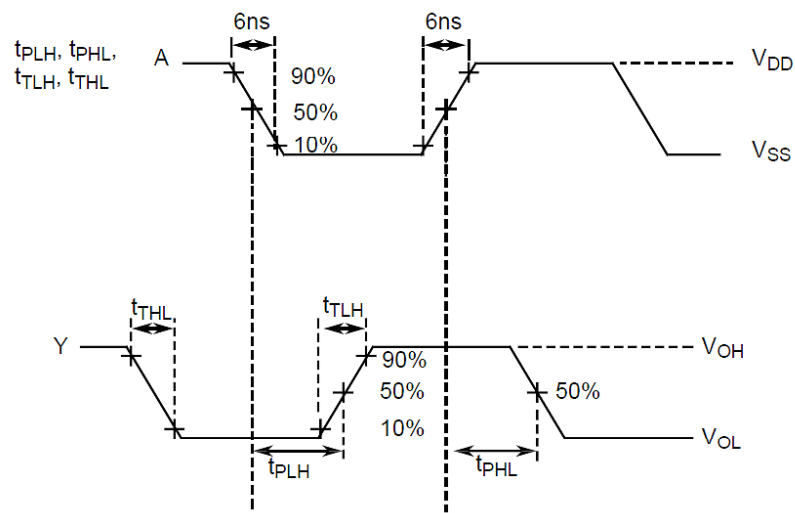 6ns
6ns
tPLH, tPHL,
tTLH, tTHL
A
VDD
90%
50%
10%
VSS
tTHL
tTLH
Y
VOH
90%
50%
50%
10%
VOL
tPLH
tPHL